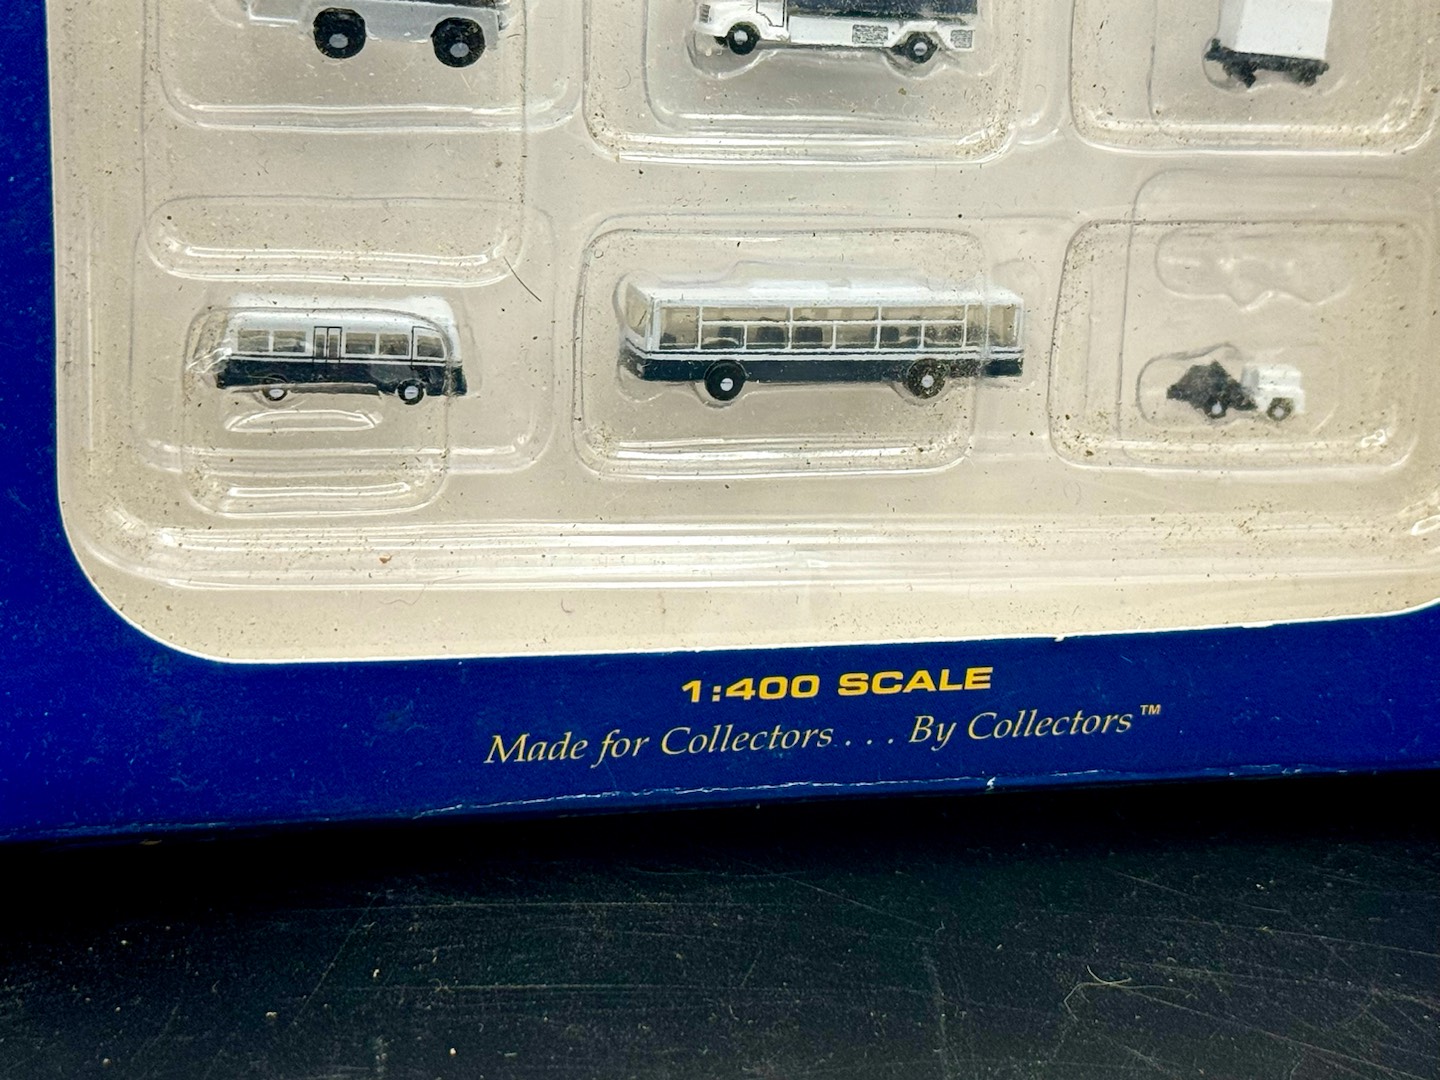 1:400 SCALE
Made for Collectors . . . By Collectors™